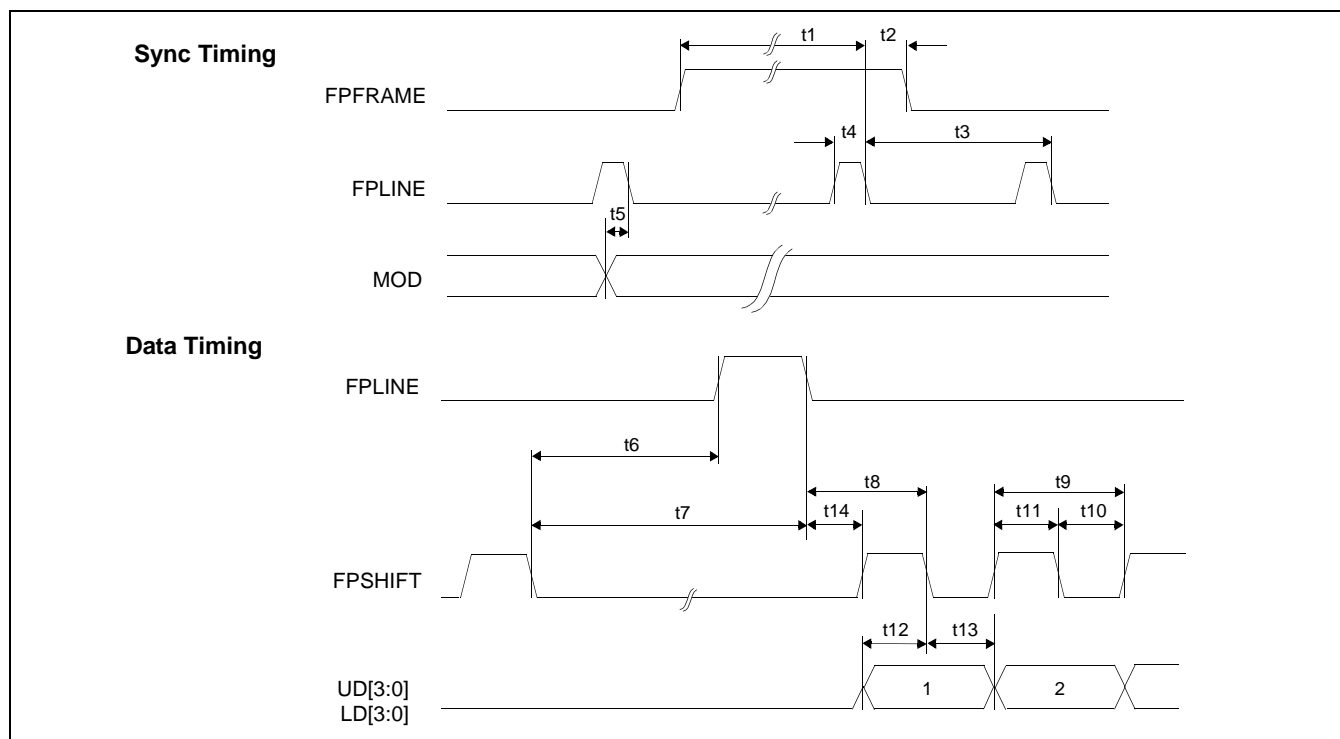 Sync Timing
t1
t2
FPFRAME
t4
t3
FPLINE
t5
MOD
Data Timing
FPLINE
t6
t8
t9
t7
t14
t11
t10
FPSHIFT
t12
t13
UD[3:0]
LD[3:0]
1
2